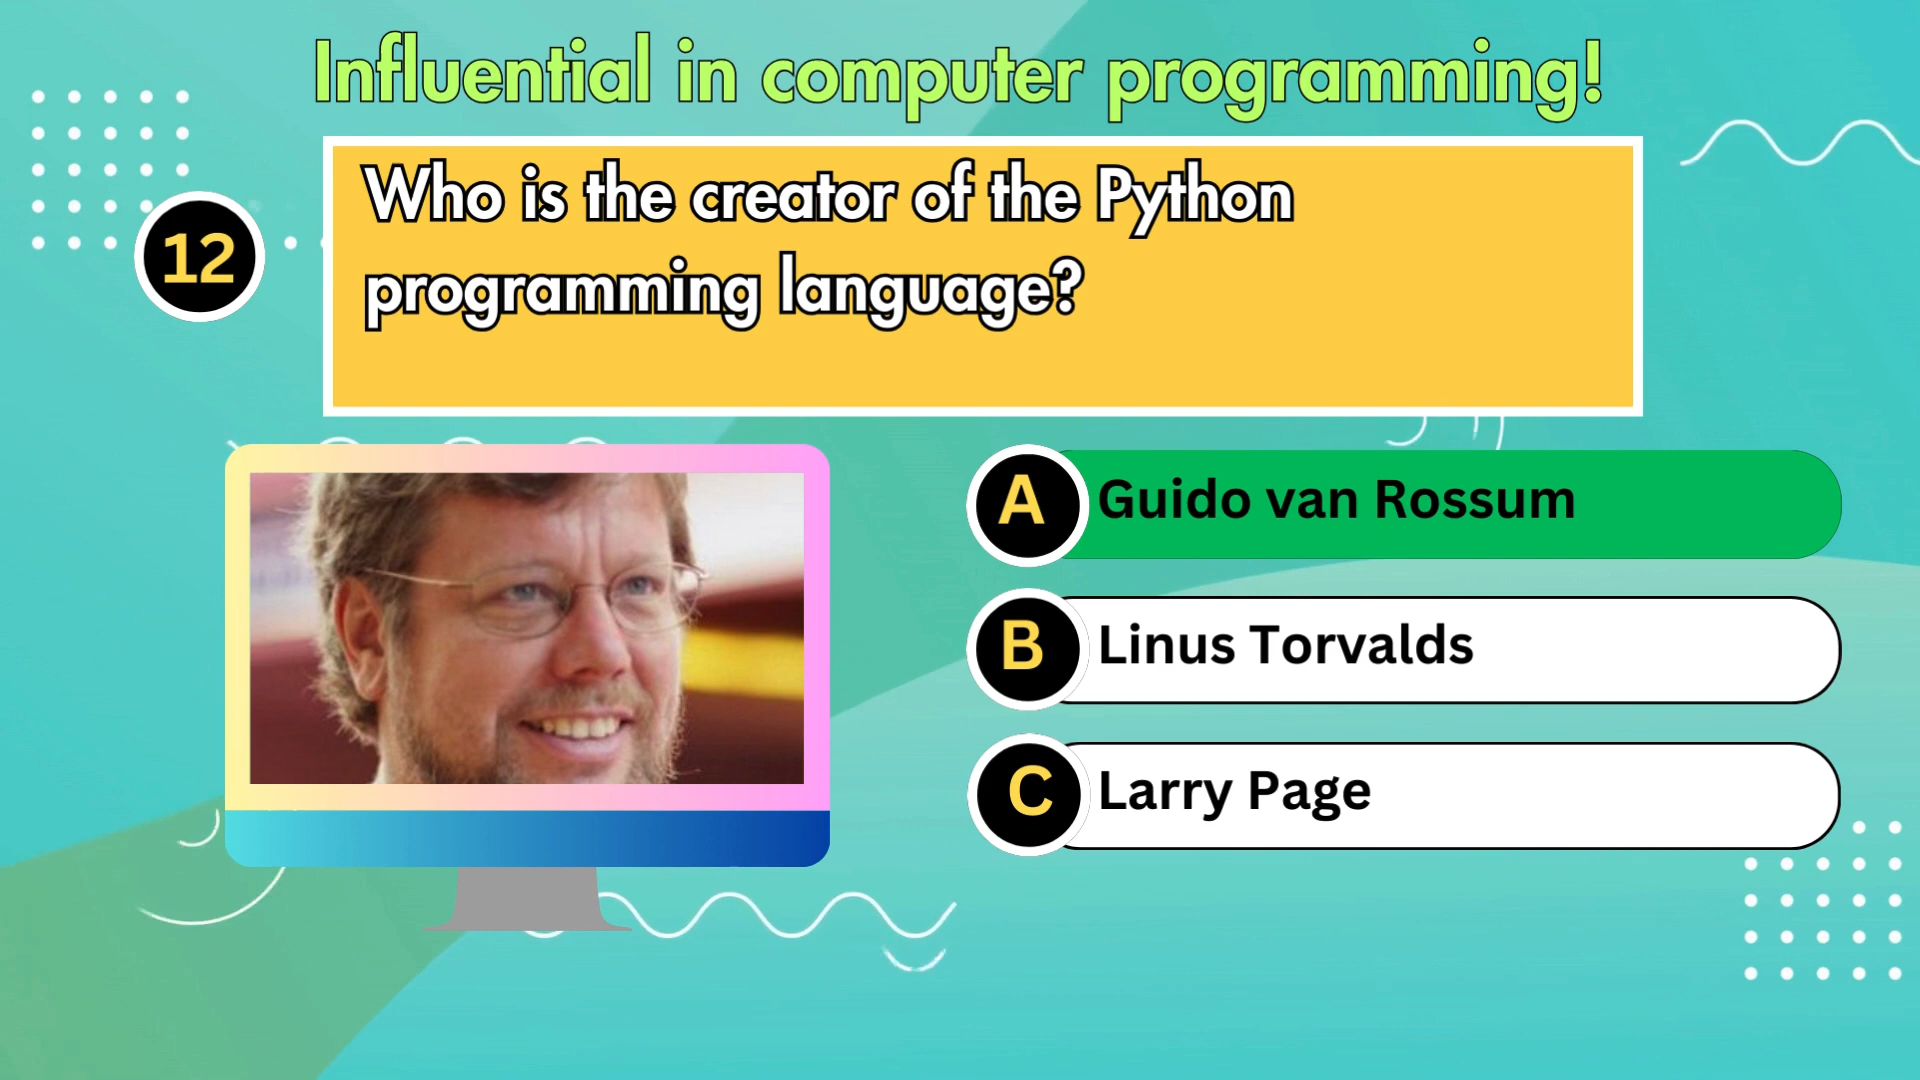 Influential in computer programming!
12
Who is the creator of the Python
programming language?
A
Guido van Rossum
B
Linus Torvalds
C
Larry Page